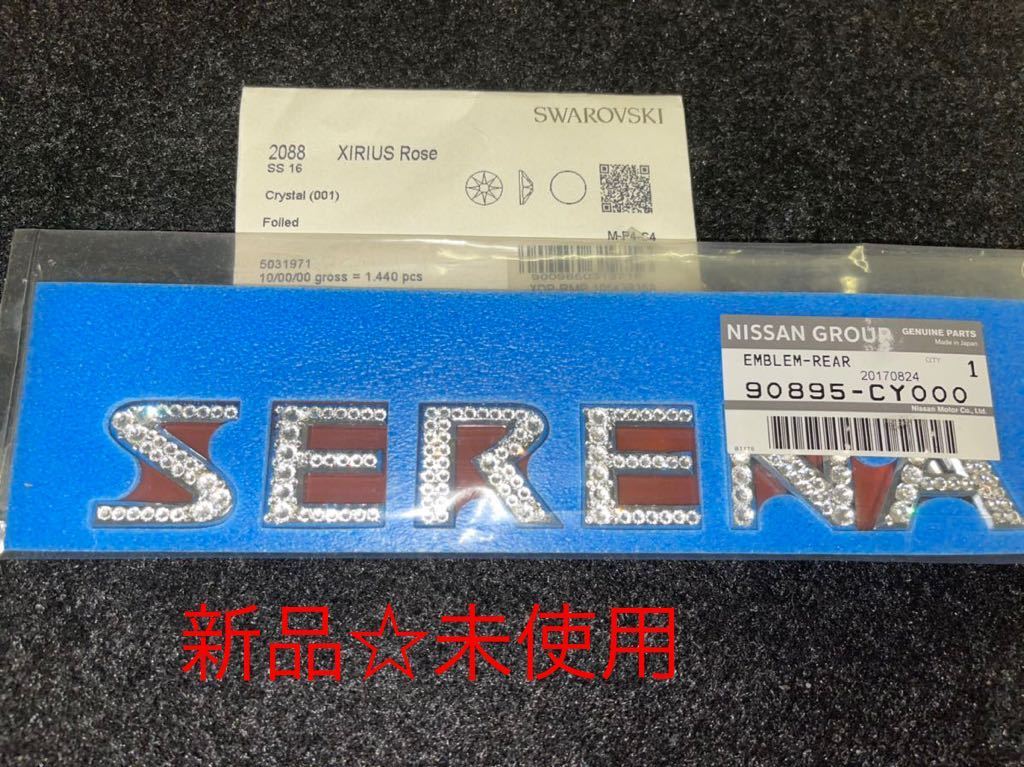 SWAROVSKI
2088 XIRIUS Rose
SS 16
Crystal (001)
Foiled
M-P4-C4
5031971
10/00/00 gross = 1.440 pcs
NISSAN GROUP GENUINE PARTS
Made in Japan
EMBLEM-REAR QTY 1
20170824
90895-CY000
Nissan Motor Co., Ltd.
SERENA
新品☆未使用